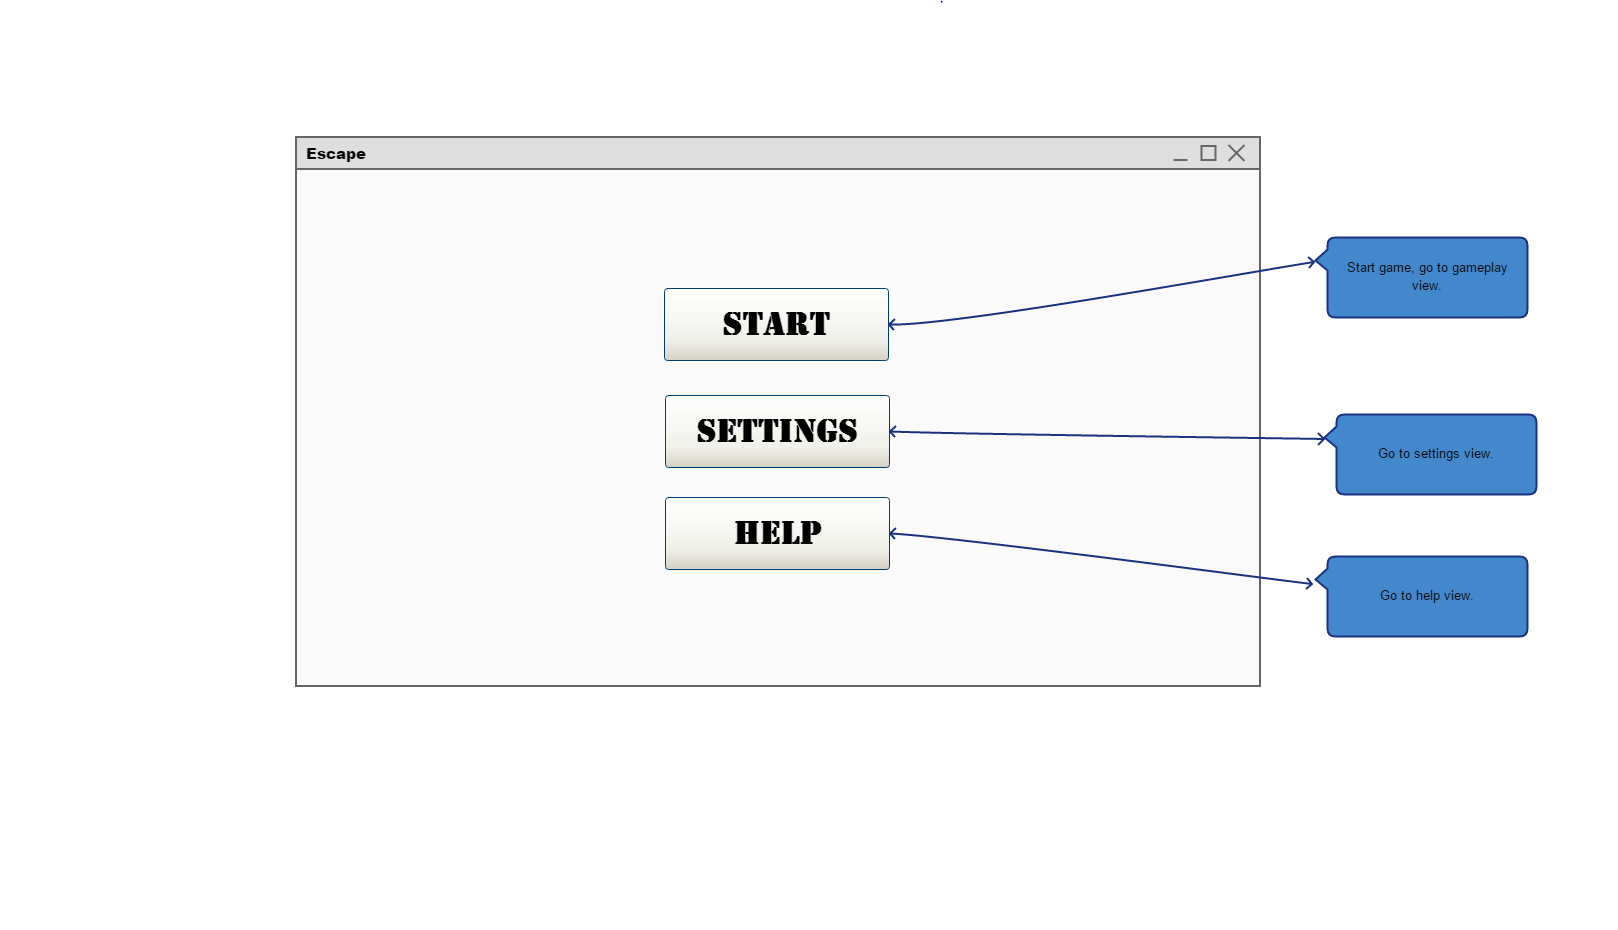 Escape
START
Start game, go to gameplay
view.
SETTINGS
Go to settings view.
HELP
Go to help view.